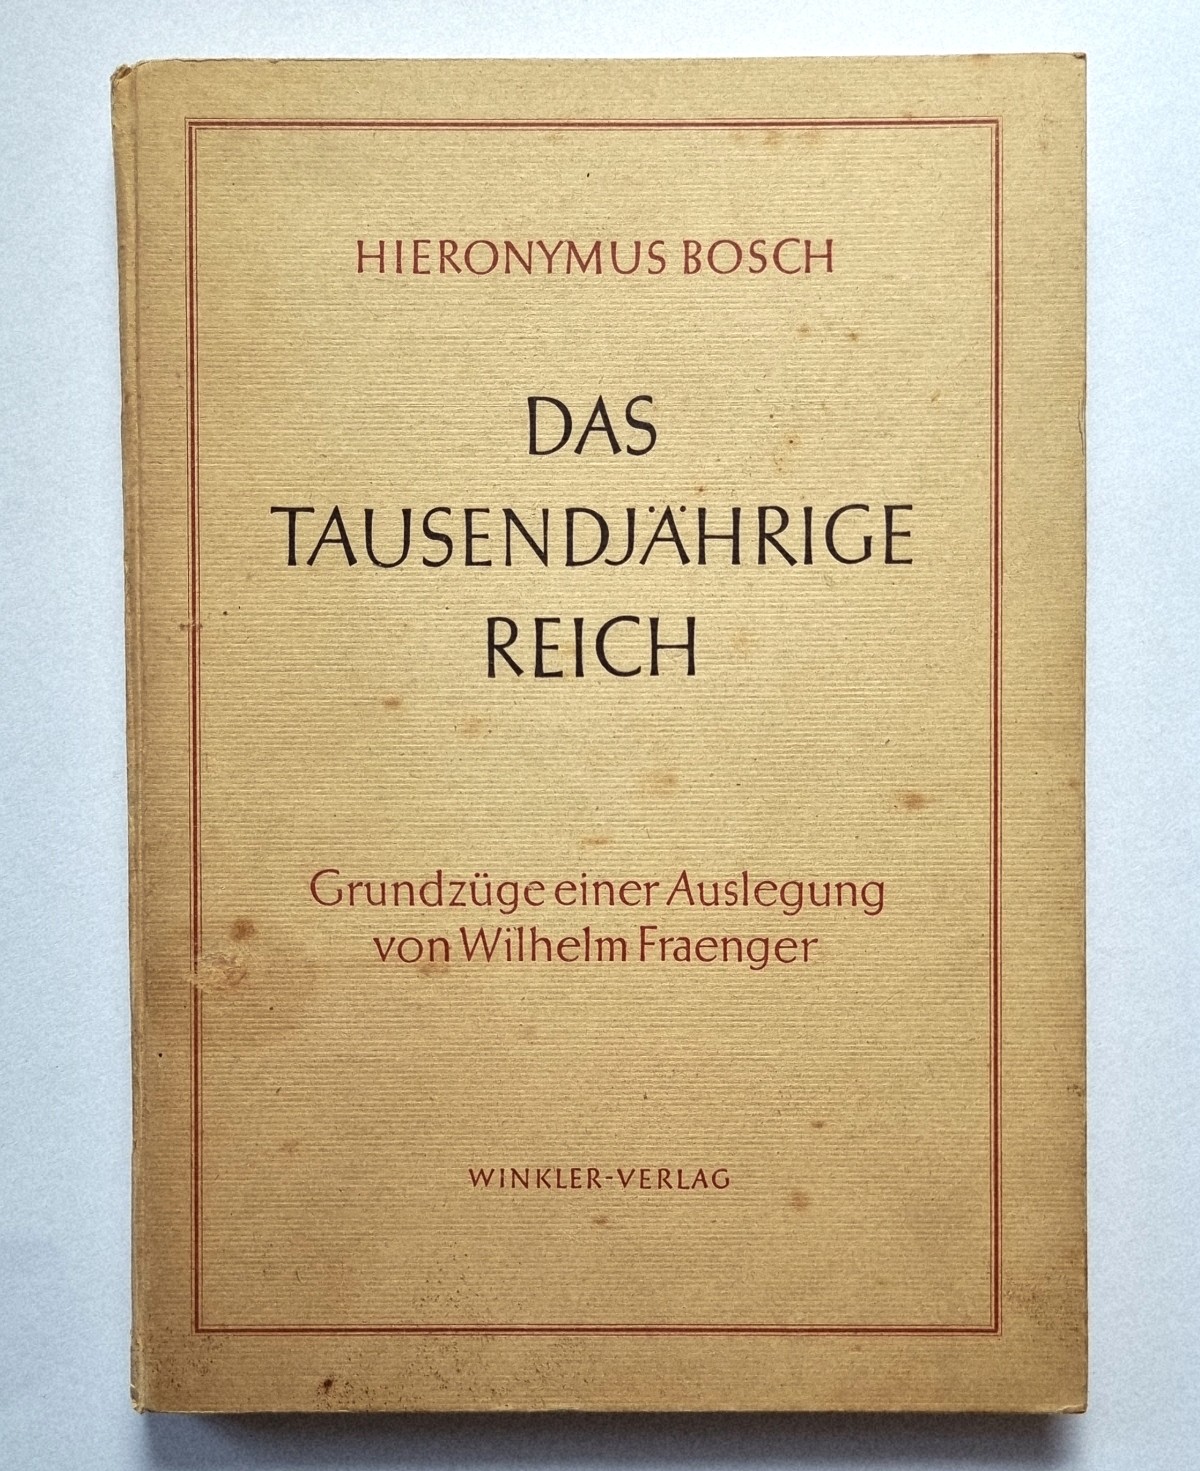 HIERONYMUS BOSCH
DAS
TAUSENDJÄHRIGE
REICH
Grundzüge einer Auslegung
von Wilhelm Fraenger
WINKLER-VERLAG